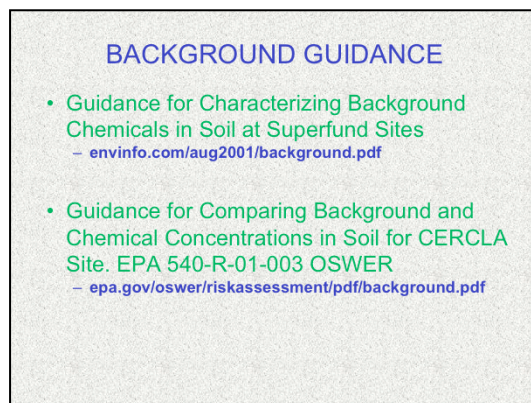 BACKGROUND GUIDANCE
• Guidance for Characterizing Background
Chemicals in Soil at Superfund Sites
– envinfo.com/aug2001/background.pdf
• Guidance for Comparing Background and
Chemical Concentrations in Soil for CERCLA
Site. EPA 540-R-01-003 OSWER
– epa.gov/oswer/riskassessment/pdf/background.pdf